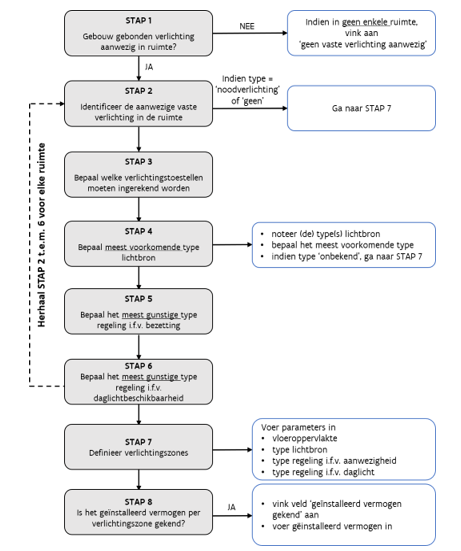 STAP 1
Gebouw gebonden verlichting
aanwezig in ruimte?
NEE
Indien in geen enkele ruimte,
vink aan
‘geen vaste verlichting aanwezig’
JA
STAP 2
Identificeer de aanwezige vaste
verlichting in de ruimte
Indien type =
‘noodverlichting’
of ‘geen’
Ga naar STAP 7
Herhaal STAP 2 t.e.m. 6 voor elke ruimte
STAP 3
Bepaal welke verlichtingstoestellen
moeten ingerekend worden
STAP 4
Bepaal meest voorkomende type
lichtbron
• noteer (de) type(s) lichtbron
• bepaal het meest voorkomende type
• indien type ‘onbekend’, ga naar STAP 7
STAP 5
Bepaal het meest gunstige type
regeling i.f.v. bezetting
STAP 6
Bepaal het meest gunstige type
regeling i.f.v.
daglichtbeschikbaarheid
STAP 7
Definieer verlichtingszones
Voer parameters in
• vloeroppervlakte
• type lichtbron
• type regeling i.f.v. aanwezigheid
• type regeling i.f.v. daglicht
STAP 8
Is het geïnstalleerd vermogen per
verlichtingszone gekend?
JA
• vink veld ‘geïnstalleerd vermogen
gekend’ aan
• voer géinstalleerd vermogen in